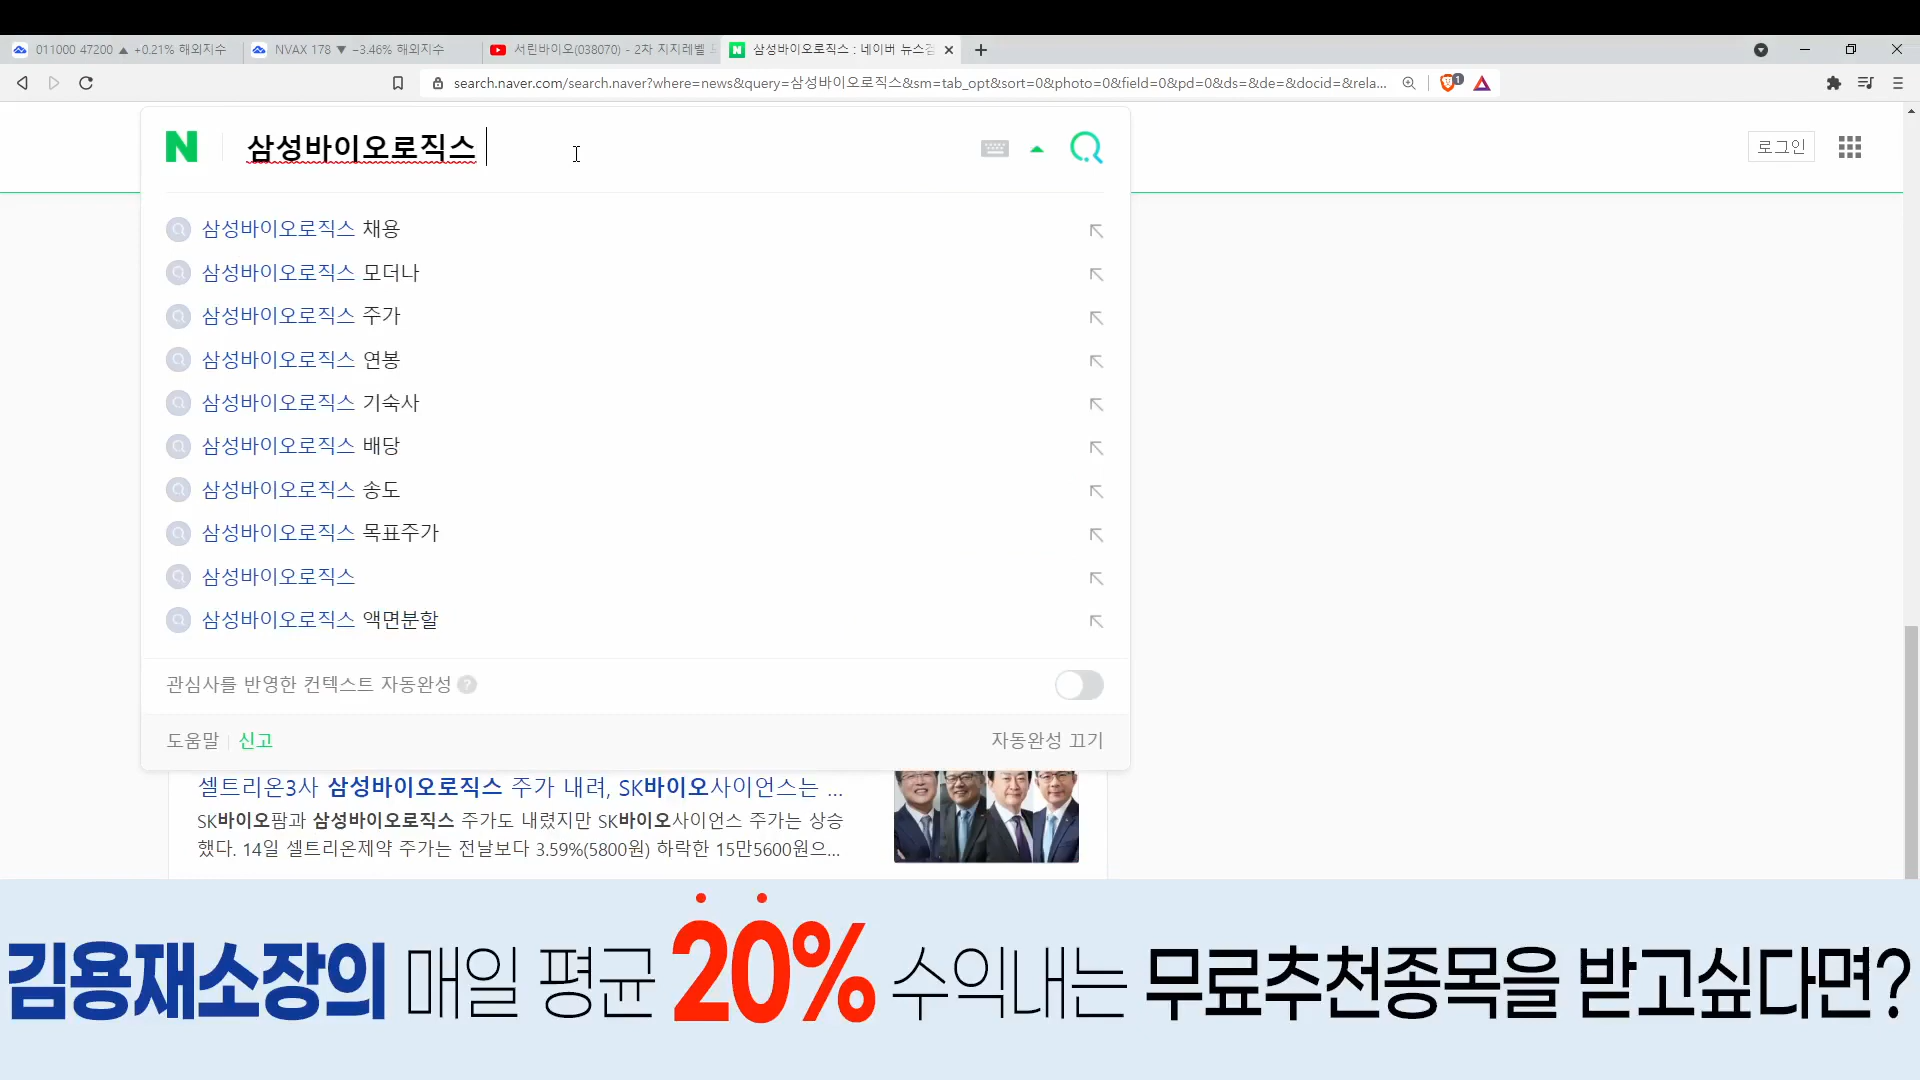 011000 47200 ▲ +0.21% 해외지수
NVAX 178 ▼ −3.46% 해외지수
서린바이오(038070) - 2차 지지레벨
삼성바이오로직스 : 네이버 뉴스검
search.naver.com/search.naver?where=news&query=삼성바이오로직스&sm=tab_opt&sort=0&photo=0&field=0&pd=0&ds=&de=&docid=&rela...
1
N 삼성바이오로직스
로그인
삼성바이오로직스 채용
삼성바이오로직스 모더나
삼성바이오로직스 주가
삼성바이오로직스 연봉
삼성바이오로직스 기숙사
삼성바이오로직스 배당
삼성바이오로직스 송도
삼성바이오로직스 목표주가
삼성바이오로직스
삼성바이오로직스 액면분할
관심사를 반영한 컨텍스트 자동완성 ?
도움말 신고 자동완성 끄기
셀트리온3사 삼성바이오로직스 주가 내려, SK바이오사이언스는 ...
SK바이오팜과 삼성바이오로직스 주가도 내렸지만 SK바이오사이언스 주가는 상승
했다. 14일 셀트리온제약 주가는 전날보다 3.59%(5800원) 하락한 15만5600원으...
김용재소장의 매일 평균 20% 수익내는 무료추천종목을 받고싶다면?